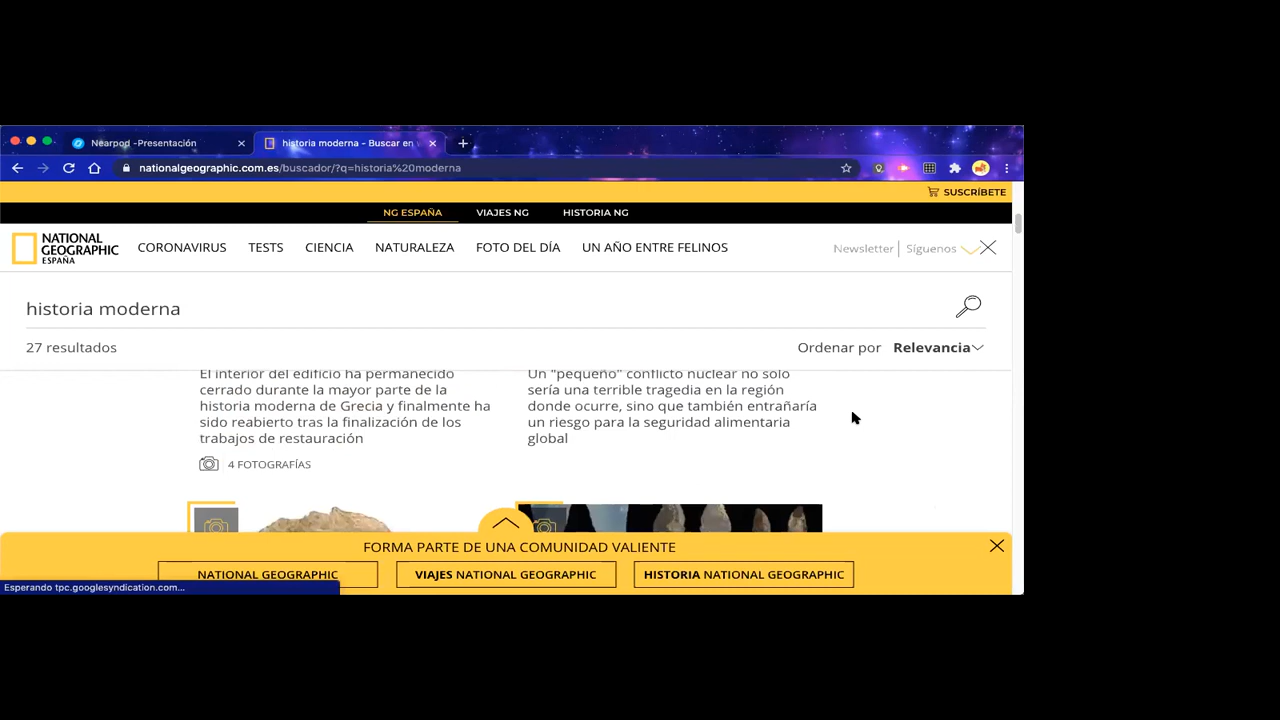 Nearpod -Presentación
historia moderna - Buscar en
nationalgeographic.com.es/buscador/?q=historia%20moderna
SUSCRÍBETE
NG ESPAÑA VIAJES NG HISTORIA NG
NATIONAL
GEOGRAPHIC
ESPAÑA
CORONAVIRUS TESTS CIENCIA NATURALEZA FOTO DEL DÍA UN AÑO ENTRE FELINOS
Newsletter Síguenos
historia moderna
27 resultados
Ordenar por Relevancia
El interior del edificio ha permanecido
cerrado durante la mayor parte de la
historia moderna de Grecia y finalmente ha
sido reabierto tras la finalización de los
trabajos de restauración
4 FOTOGRAFÍAS
Un "pequeño" conflicto nuclear no solo
sería una terrible tragedia en la región
donde ocurre, sino que también entrañaría
un riesgo para la seguridad alimentaria
global
FORMA PARTE DE UNA COMUNIDAD VALIENTE
NATIONAL GEOGRAPHIC
VIAJES NATIONAL GEOGRAPHIC
HISTORIA NATIONAL GEOGRAPHIC
Esperando tpc.googlesyndication.com...